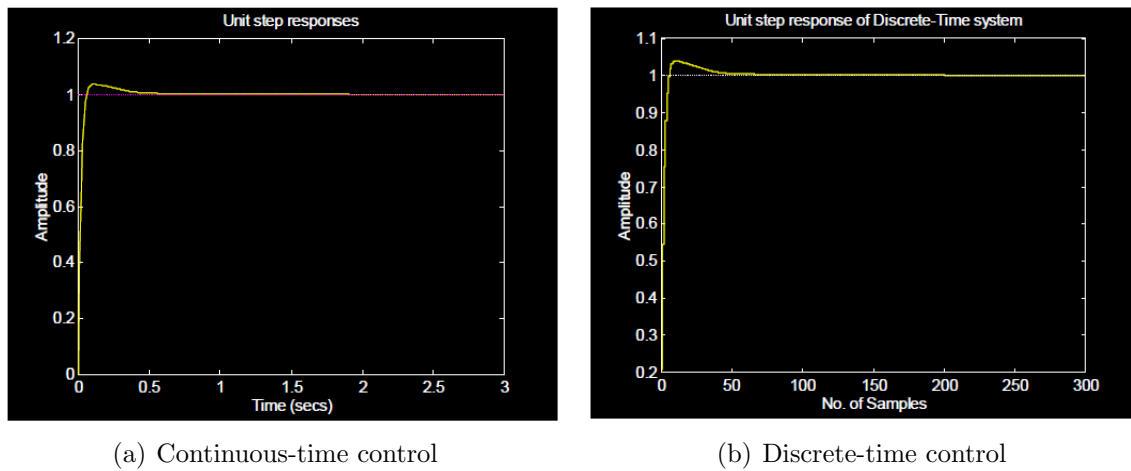 Unit step responses
1.2
1
0.8
0.6
0.4
0.2
0
Amplitude
0 0.5 1 1.5 2 2.5 3
Time (secs)
(a) Continuous-time control
Unit step response of Discrete-Time system
1.1
1
0.9
0.8
0.7
0.6
0.5
0.4
0.3
0.2
Amplitude
0 50 100 150 200 250 300
No. of Samples
(b) Discrete-time control